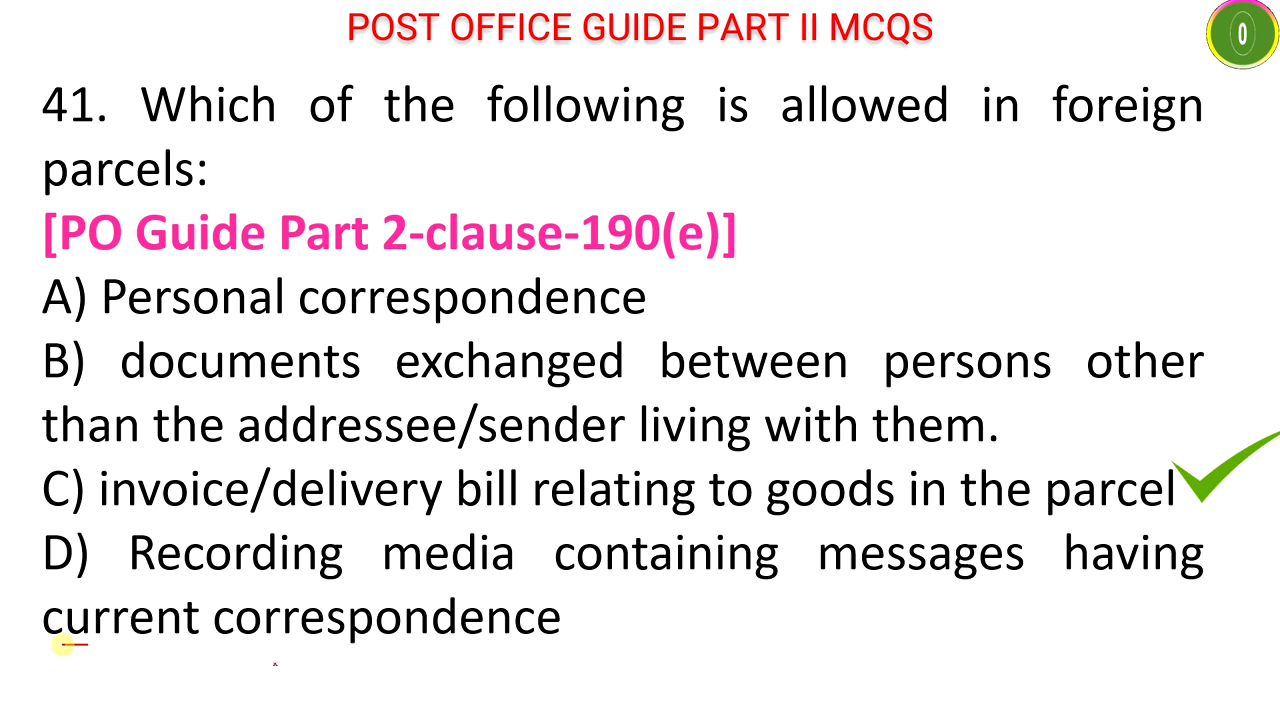 POST OFFICE GUIDE PART II MCQS
0
41. Which of the following is allowed in foreign
parcels:
[PO Guide Part 2-clause-190(e)]
A) Personal correspondence
B) documents exchanged between persons other
than the addressee/sender living with them.
C) invoice/delivery bill relating to goods in the parcel
D) Recording media containing messages having
current correspondence